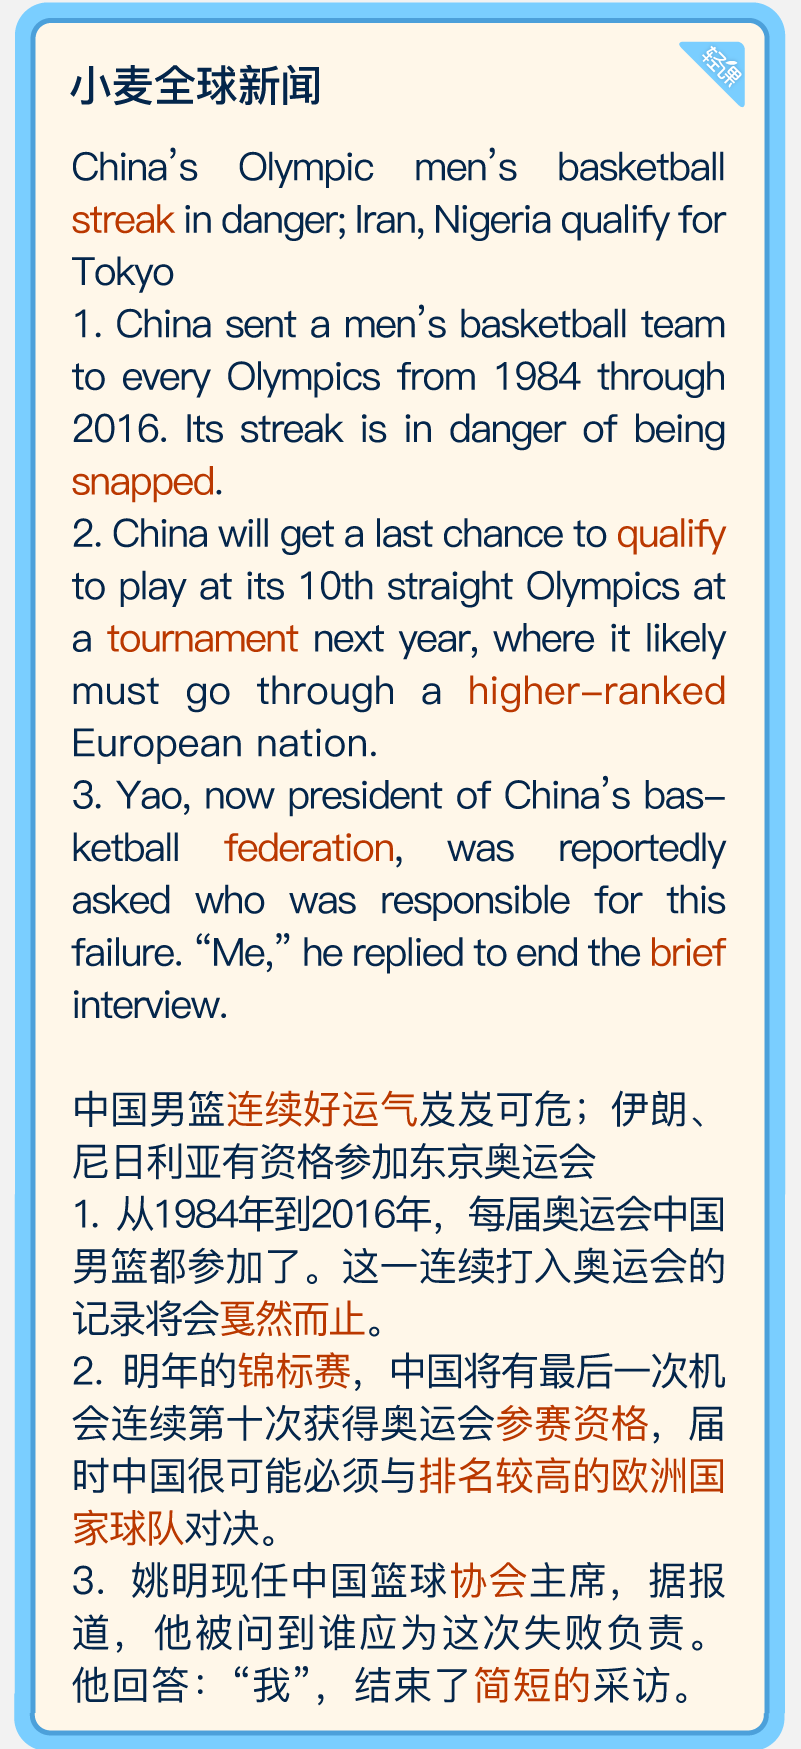 小麦全球新闻
轻课
China's Olympic men's basketball
streak in danger; Iran, Nigeria qualify for
Tokyo
1. China sent a men's basketball team
to every Olympics from 1984 through
2016. Its streak is in danger of being
snapped.
2. China will get a last chance to qualify
to play at its 10th straight Olympics at
a tournament next year, where it likely
must go through a higher-ranked
European nation.
3. Yao, now president of China's bas-
ketball federation, was reportedly
asked who was responsible for this
failure. “Me,” he replied to end the brief
interview.
中国男篮连续好运气岌岌可危；伊朗、
尼日利亚有资格参加东京奥运会
1. 从1984年到2016年，每届奥运会中国
男篮都参加了。这一连续打入奥运会的
记录将会戛然而止。
2. 明年的锦标赛，中国将有最后一次机
会连续第十次获得奥运会参赛资格，届
时中国很可能必须与排名较高的欧洲国
家球队对决。
3. 姚明现任中国篮球协会主席，据报
道，他被问到谁应为这次失败负责。
他回答：“我”，结束了简短的采访。